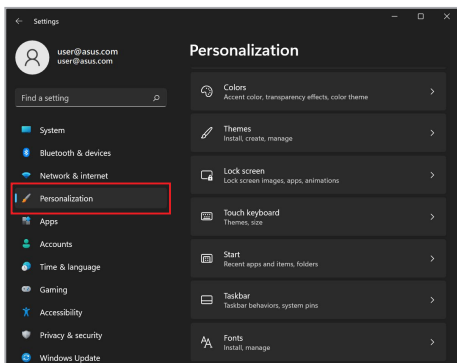 Settings
user@asus.com
user@asus.com
Find a setting
System
Bluetooth & devices
Network & internet
Personalization
Apps
Accounts
Time & language
Gaming
Accessibility
Privacy & security
Windows Update
Personalization
Colors
Accent color, transparency effects, color theme
Themes
Install, create, manage
Lock screen
Lock screen images, apps, animations
Touch keyboard
Themes, size
Start
Recent apps and items, folders
Taskbar
Taskbar behaviors, system pins
Fonts
Install, manage